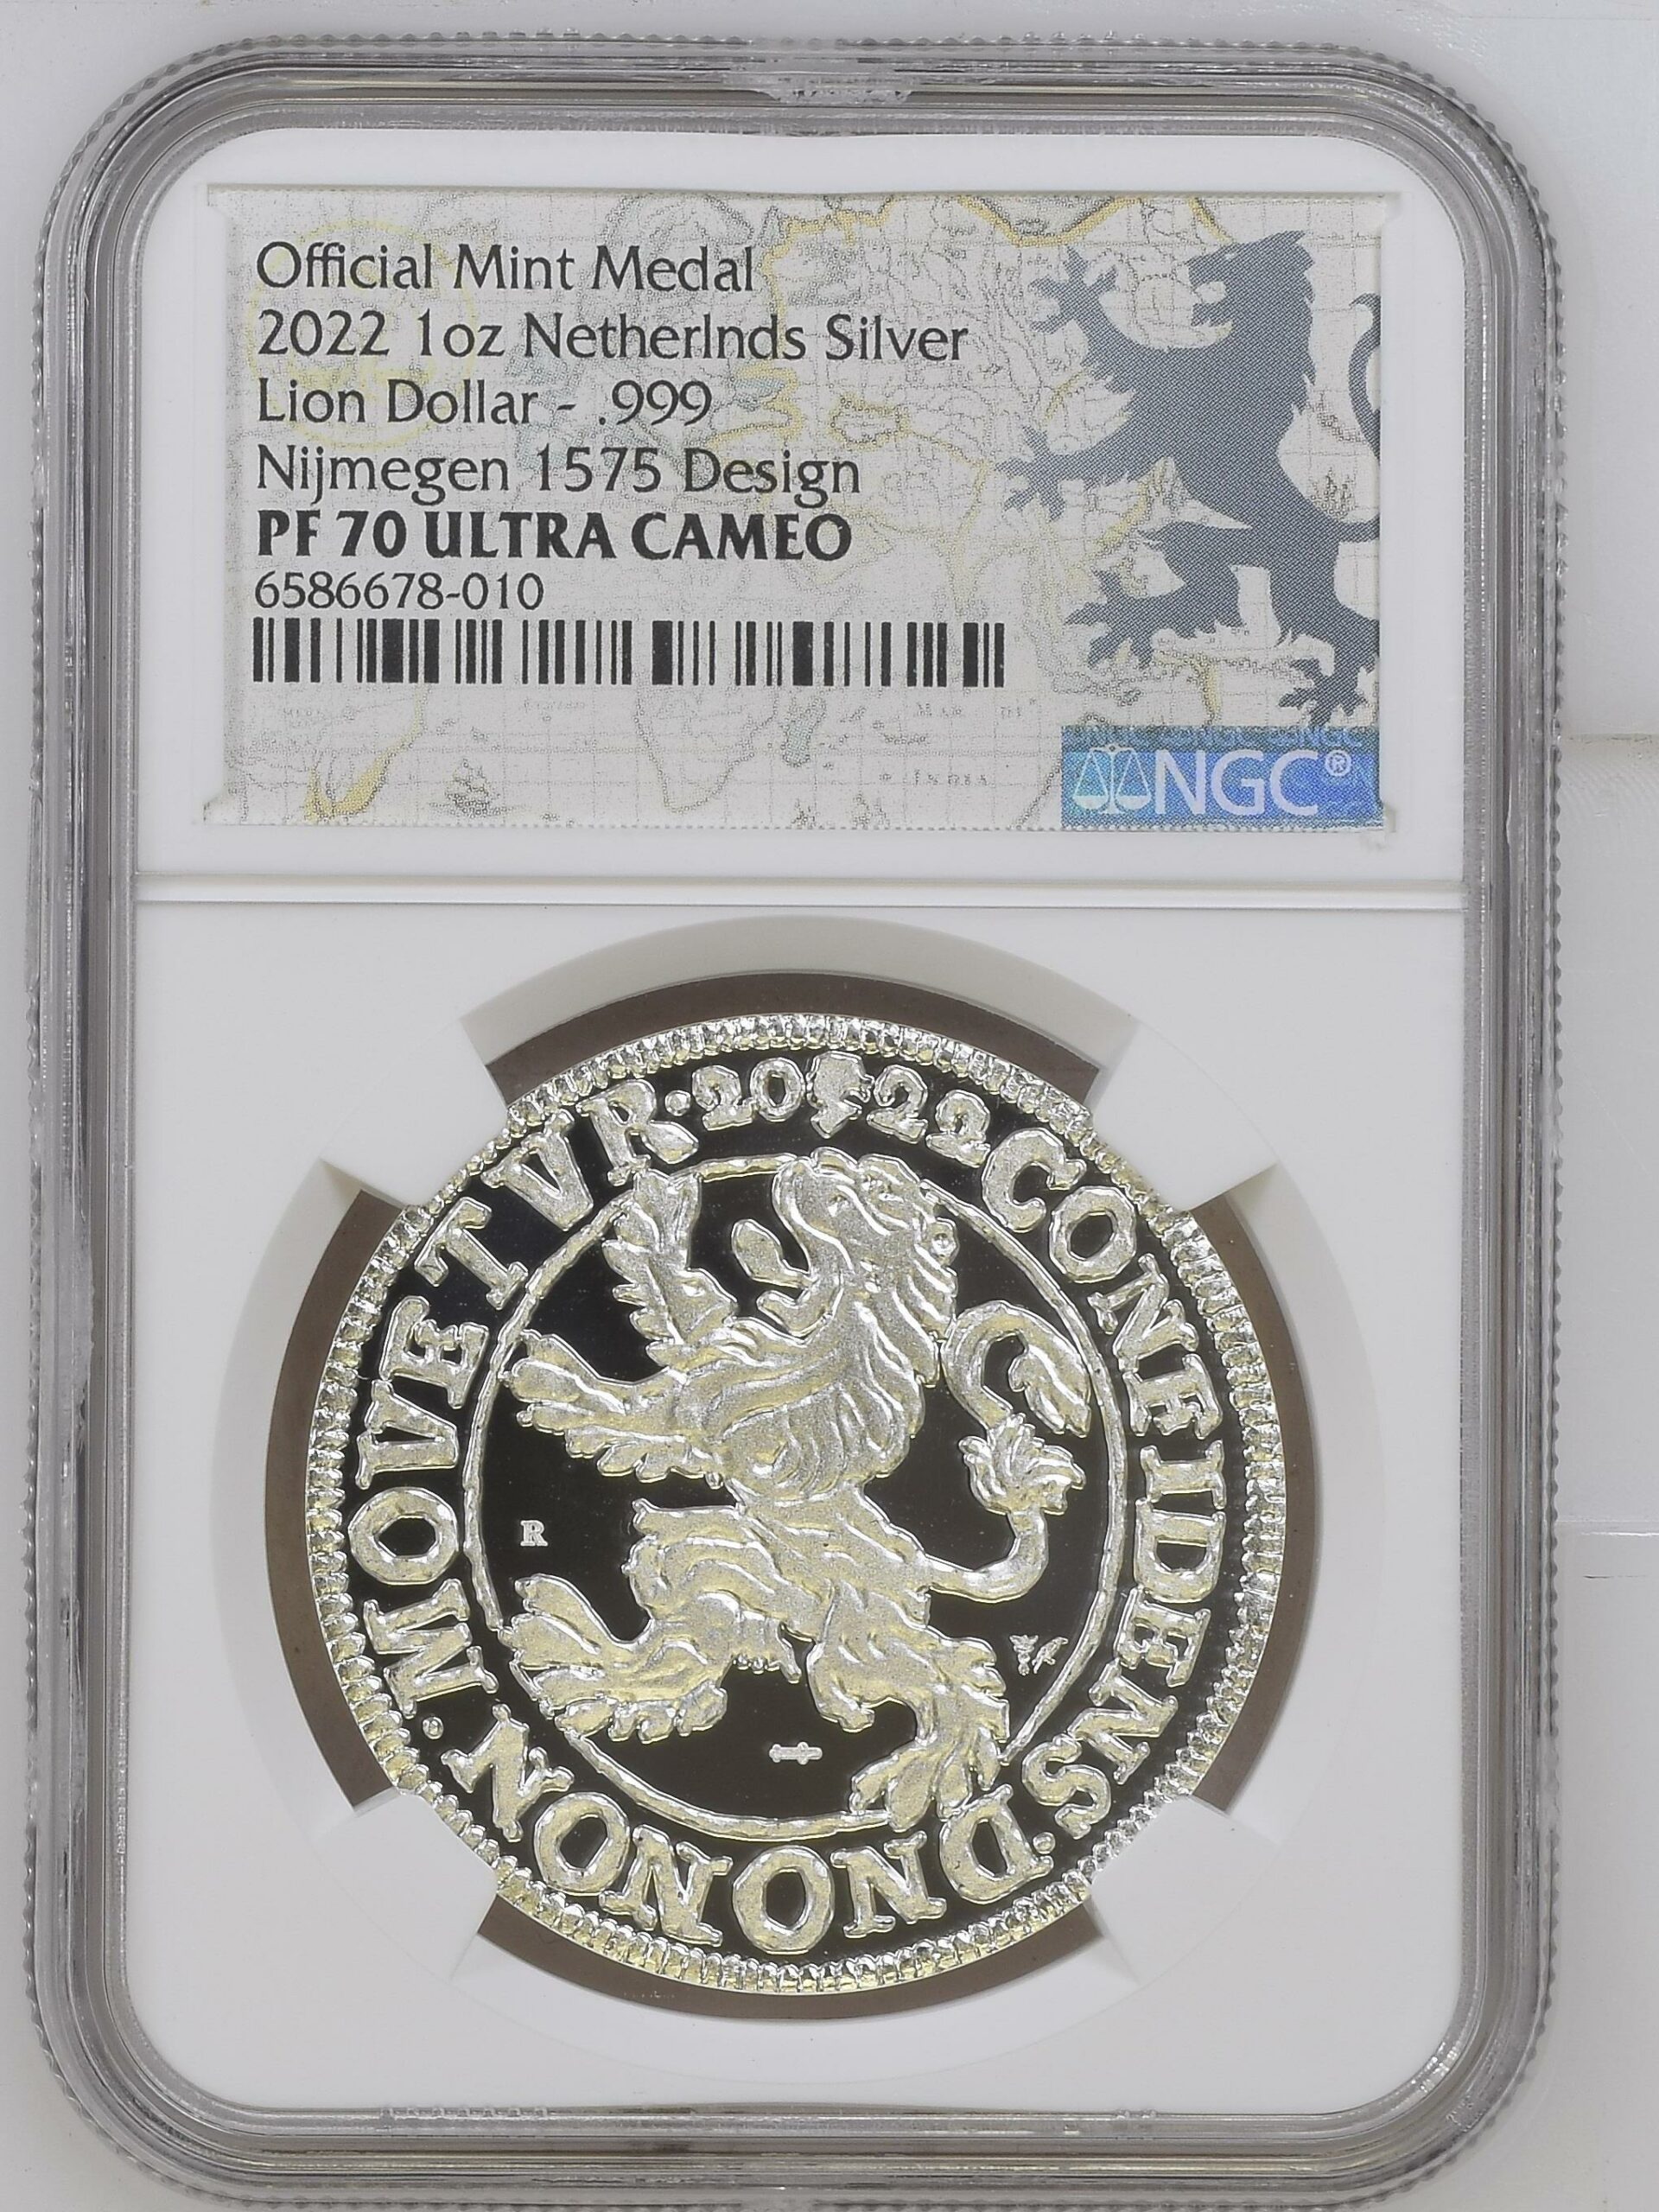 Official Mint Medal
2022 1oz Netherlnds Silver
Lion Dollar - .999
Nijmegen 1575 Design
PF 70 ULTRA CAMEO
6586678-010
NGC®
CONFIDENS·DNO·NON·MOVETVR·2022
R